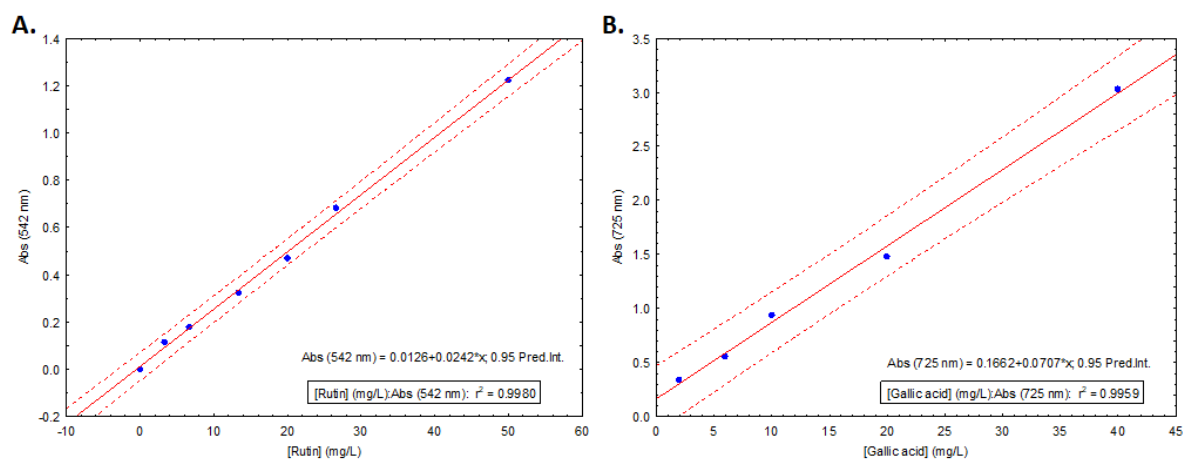 A.
1.4
1.2
1.0
0.8
0.6
0.4
0.2
0.0
-0.2
Abs (542 nm)
-10 0 10 20 30 40 50 60
[Rutin] (mg/L)
Abs (542 nm) = 0.0126+0.0242*x; 0.95 Pred.Int.
[Rutin] (mg/L):Abs (542 nm): r² = 0.9980
B.
3.5
3.0
2.5
2.0
1.5
1.0
0.5
0.0
Abs (725 nm)
0 5 10 15 20 25 30 35 40 45
[Gallic acid] (mg/L)
Abs (725 nm) = 0.1662+0.0707*x; 0.95 Pred.Int.
[Gallic acid] (mg/L):Abs (725 nm): r² = 0.9959